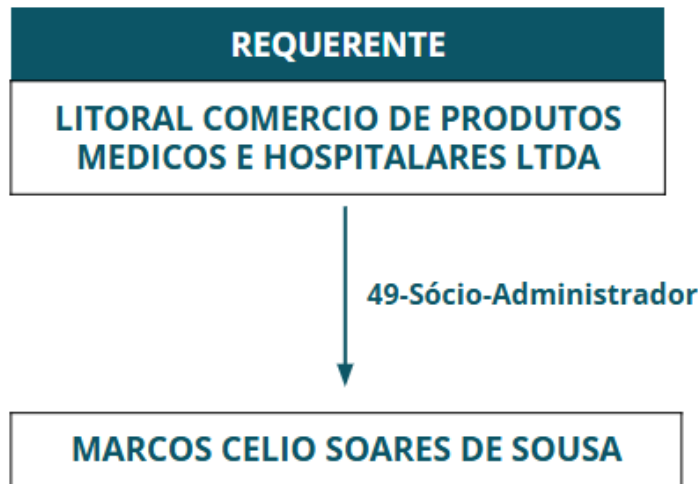 REQUERENTE
LITORAL COMERCIO DE PRODUTOS
MEDICOS E HOSPITALARES LTDA
49-Sócio-Administrador
MARCOS CELIO SOARES DE SOUSA